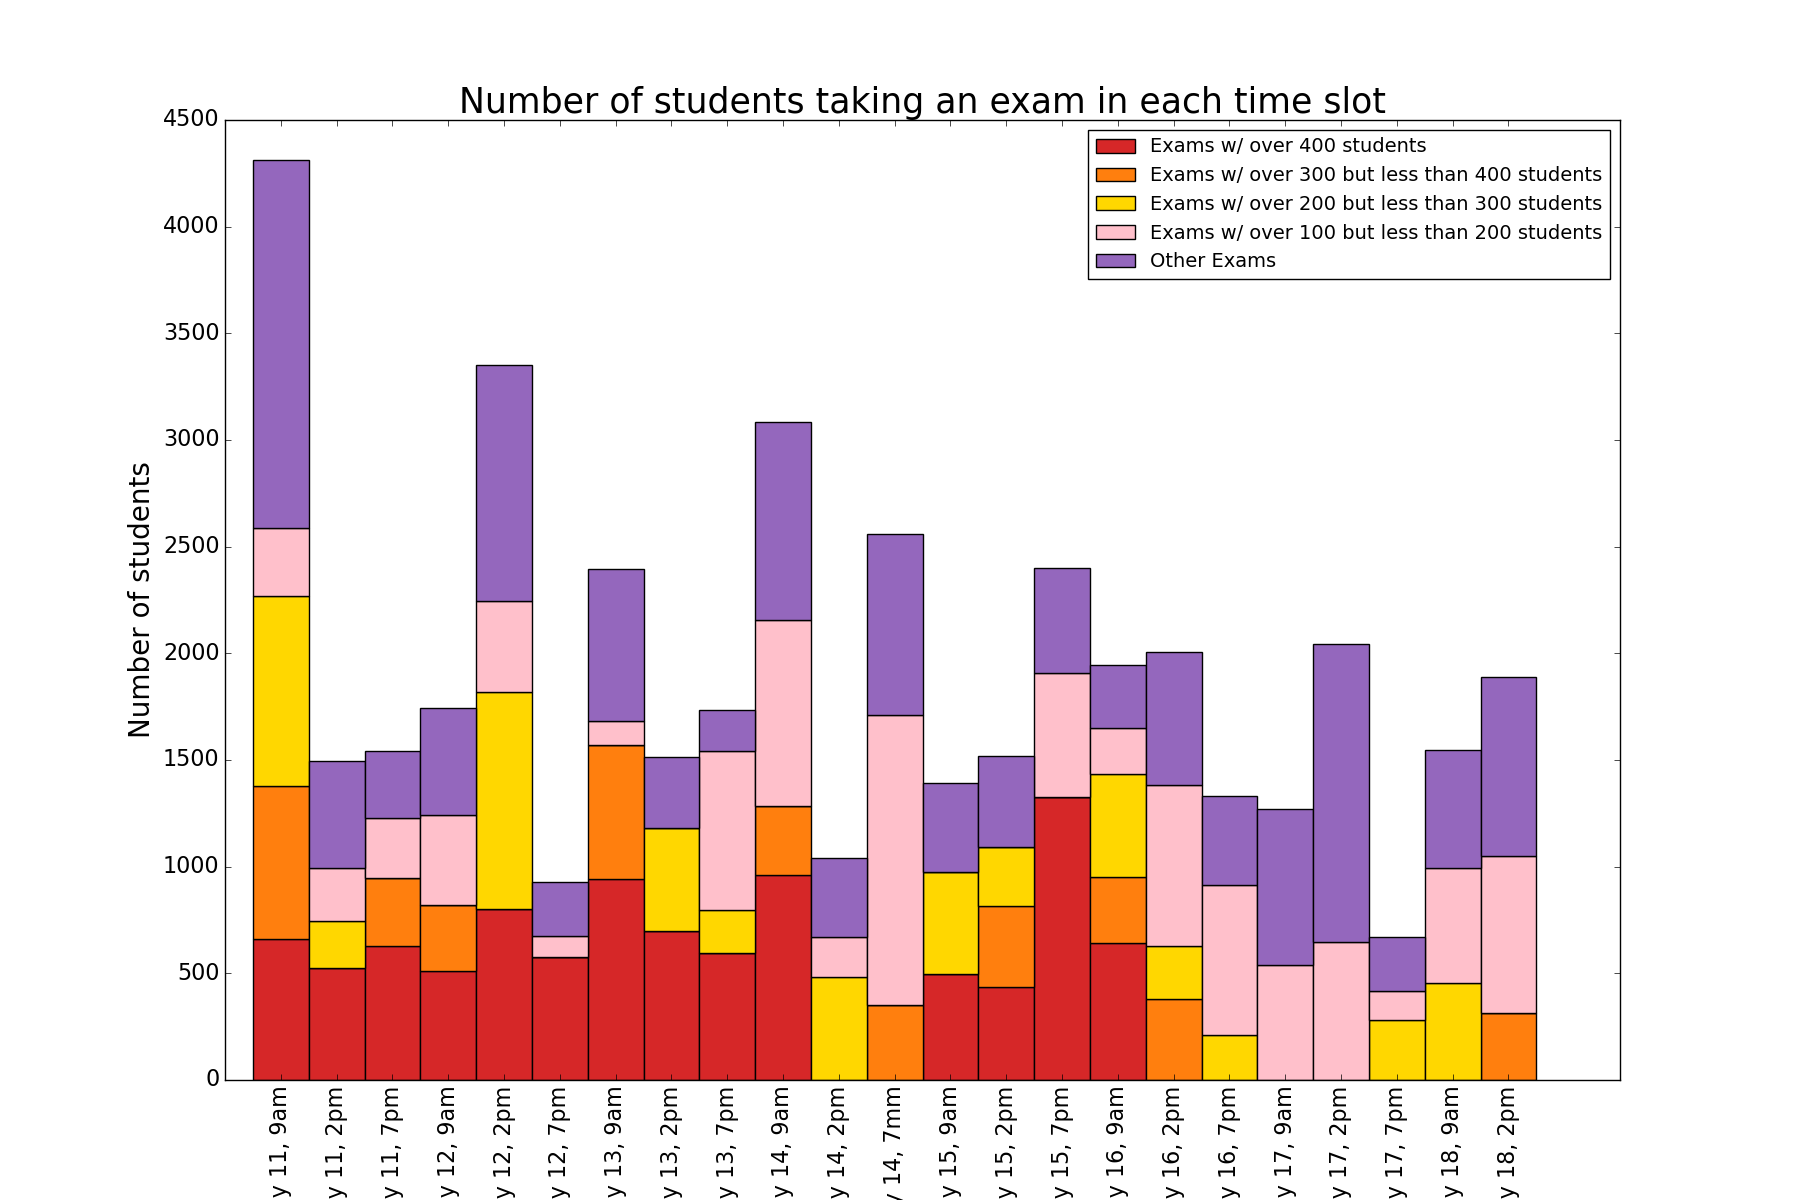 Number of students taking an exam in each time slot
4500
4000
3500
3000
2500
2000
1500
1000
500
0
Number of students
Exams w/ over 400 students
Exams w/ over 300 but less than 400 students
Exams w/ over 200 but less than 300 students
Exams w/ over 100 but less than 200 students
Other Exams
y 11, 9am
y 11, 2pm
y 11, 7pm
y 12, 9am
y 12, 2pm
y 12, 7pm
y 13, 9am
y 13, 2pm
y 13, 7pm
y 14, 9am
y 14, 2pm
y 14, 7mm
y 15, 9am
y 15, 2pm
y 15, 7pm
y 16, 9am
y 16, 2pm
y 16, 7pm
y 17, 9am
y 17, 2pm
y 17, 7pm
y 18, 9am
y 18, 2pm